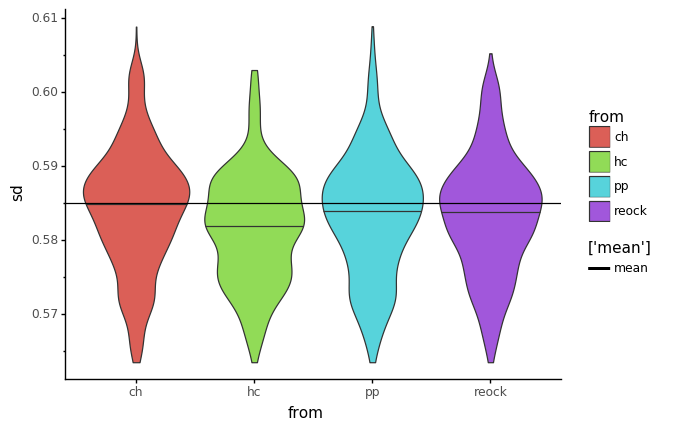 0.61
0.60
0.59
0.58
0.57
sd
ch
hc
pp
reock
from
from
ch
hc
pp
reock
['mean']
mean